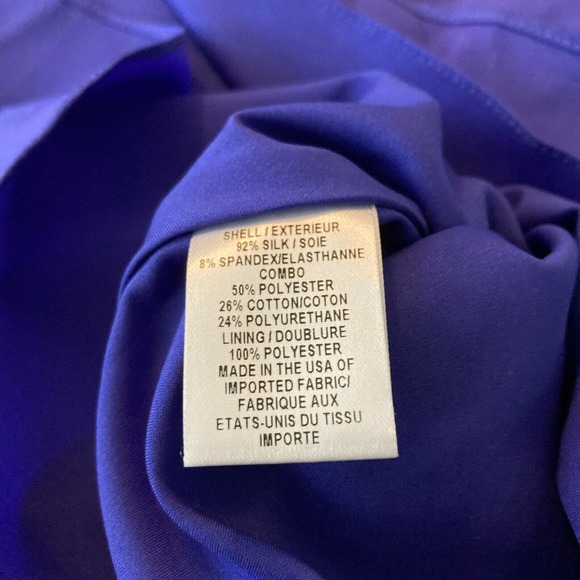 SHELL / EXTERIEUR
92% SILK / SOIE
8% SPANDEX/ELASTHANNE
COMBO
50% POLYESTER
26% COTTON/COTON
24% POLYURETHANE
LINING / DOUBLURE
100% POLYESTER
MADE IN THE USA OF
IMPORTED FABRIC/
FABRIQUE AUX
ETATS-UNIS DU TISSU
IMPORTE